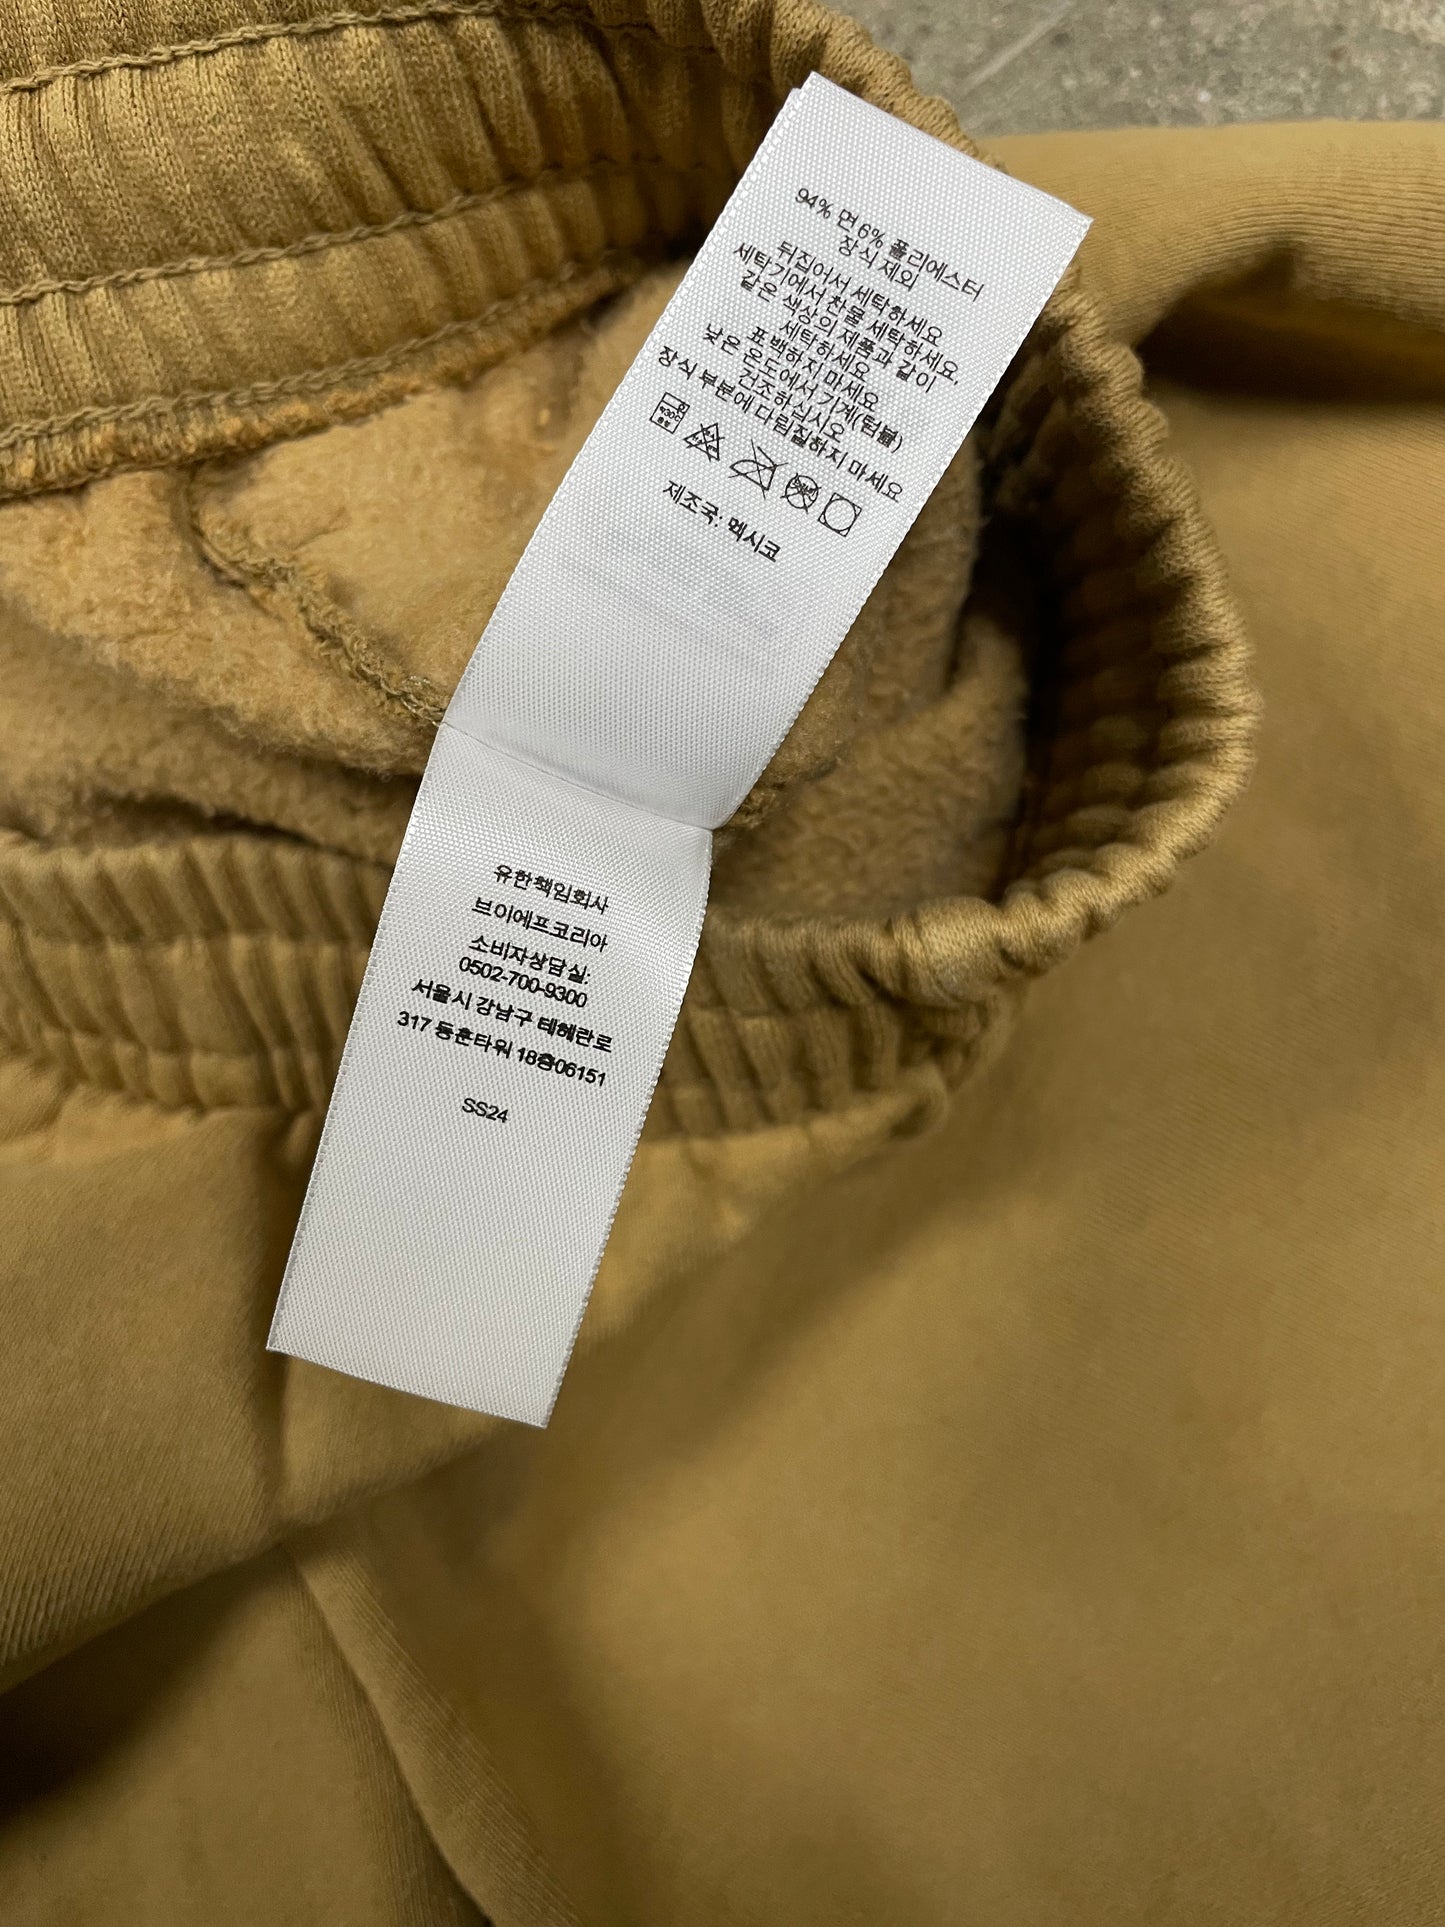 94% 면 6% 폴리에스터
장식 제외
뒤집어서 세탁하세요
세탁기에서 찬물 세탁하세요,
같은 색상의 제품과 같이
세탁하세요
표백하지 마세요
낮은 온도에서 기계(텀블)
건조하십시오
장식 부분에 다림질하지 마세요
제조국: 멕시코
유한책임회사
브이에프코리아
소비자상담실:
0502-700-9300
서울시 강남구 테헤란로
317 동훈타워 18층06151
SS24